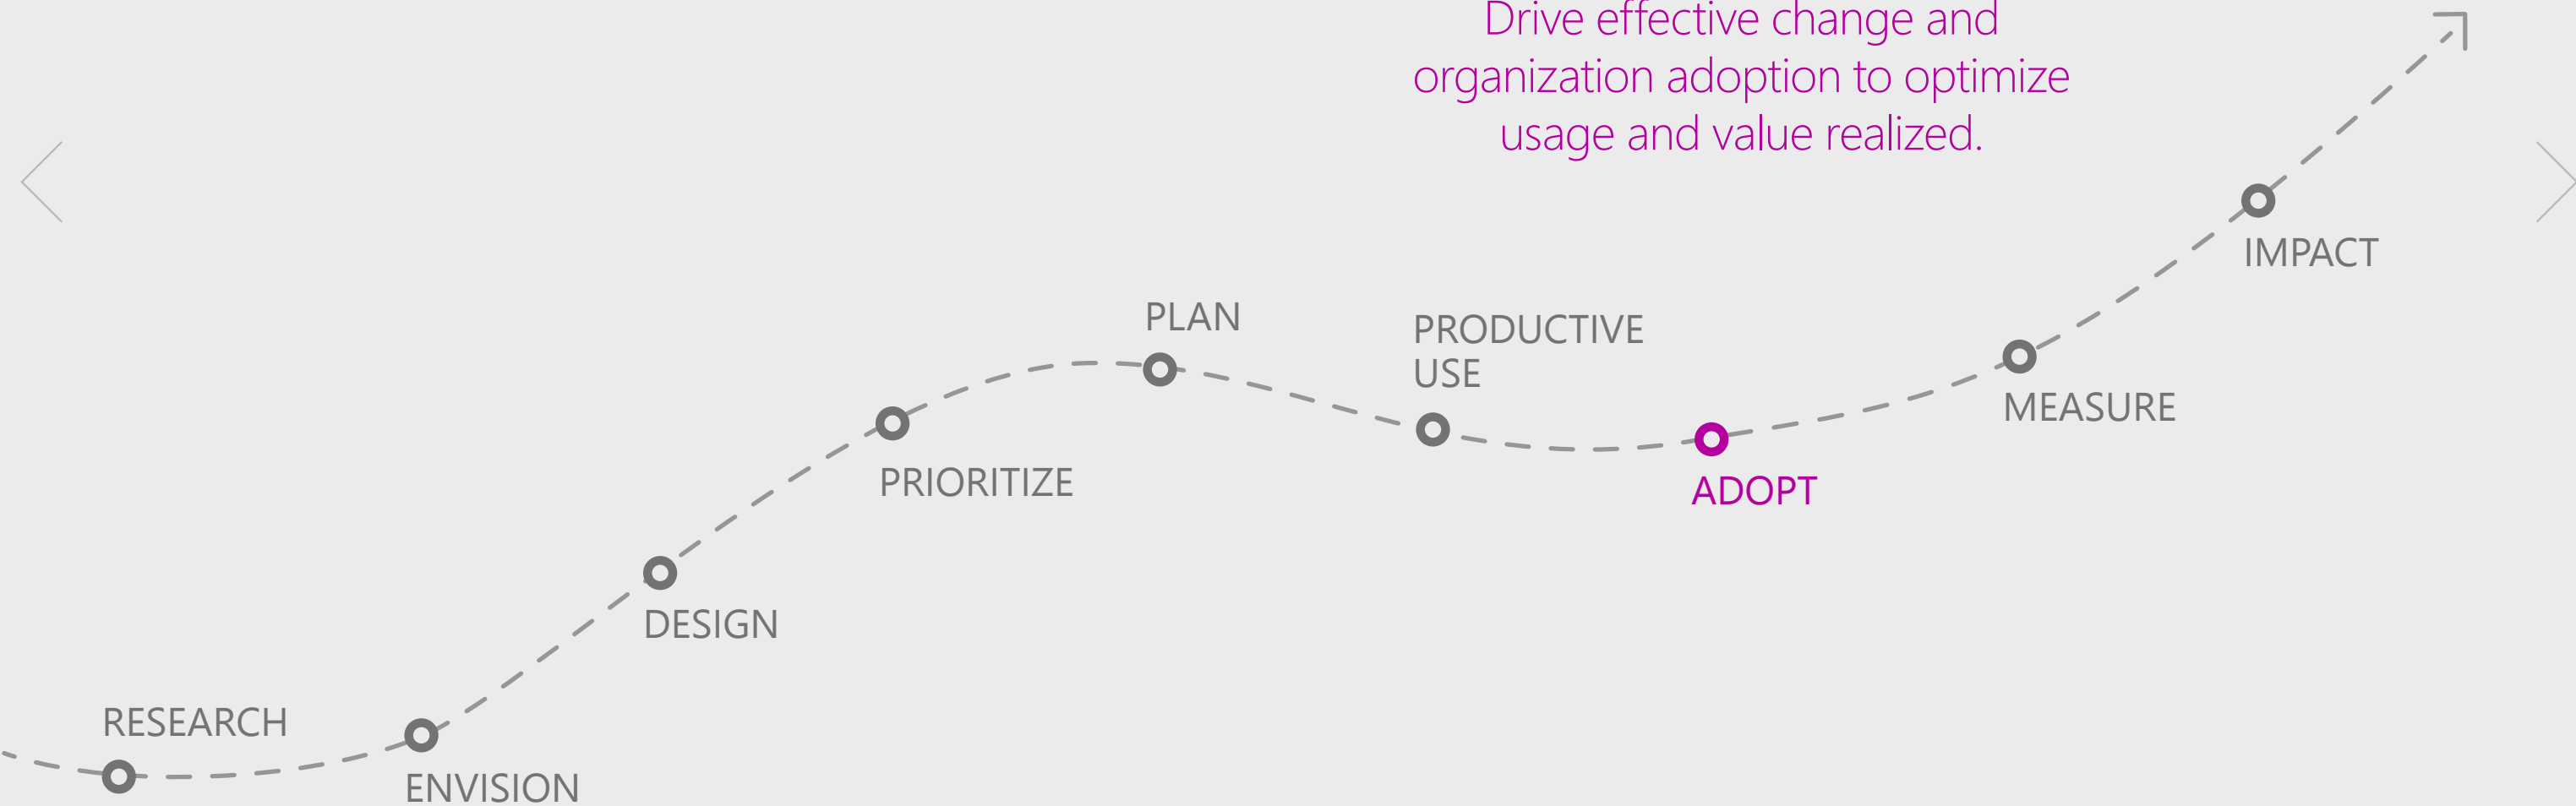 Drive effective change and
organization adoption to optimize
usage and value realized.
RESEARCH
ENVISION
DESIGN
PRIORITIZE
PLAN
PRODUCTIVE
USE
ADOPT
MEASURE
IMPACT